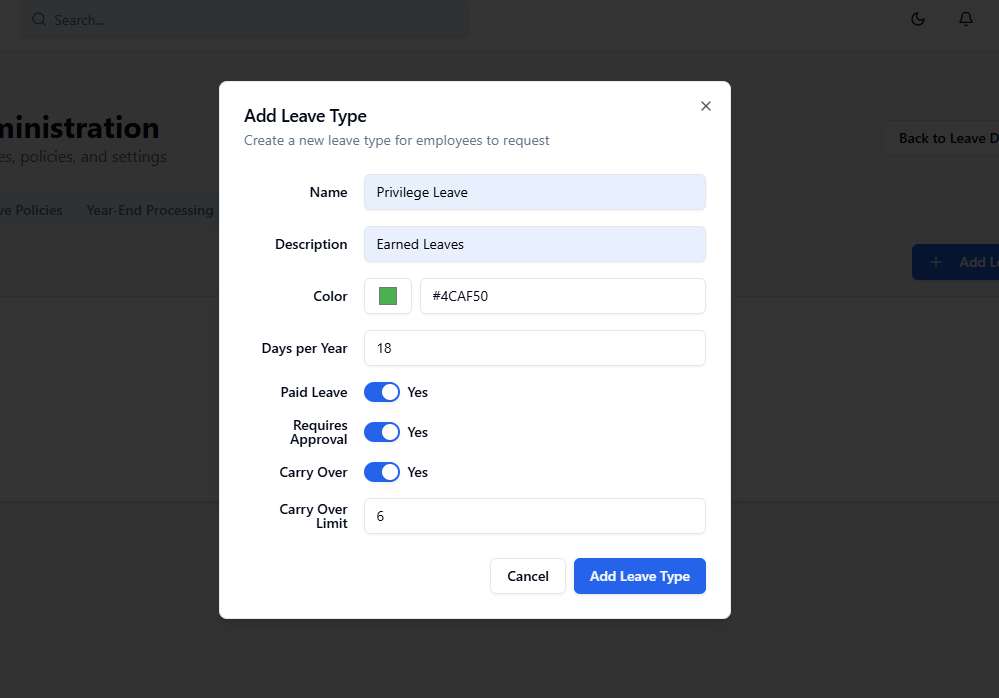 Search...
ministration
es, policies, and settings
Back to Leave D
ve Policies
Year-End Processing
Add Le
Add Leave Type
Create a new leave type for employees to request
Name
Privilege Leave
Description
Earned Leaves
Color
#4CAF50
Days per Year
18
Paid Leave
Yes
Requires
Approval
Yes
Carry Over
Yes
Carry Over
Limit
6
Cancel
Add Leave Type